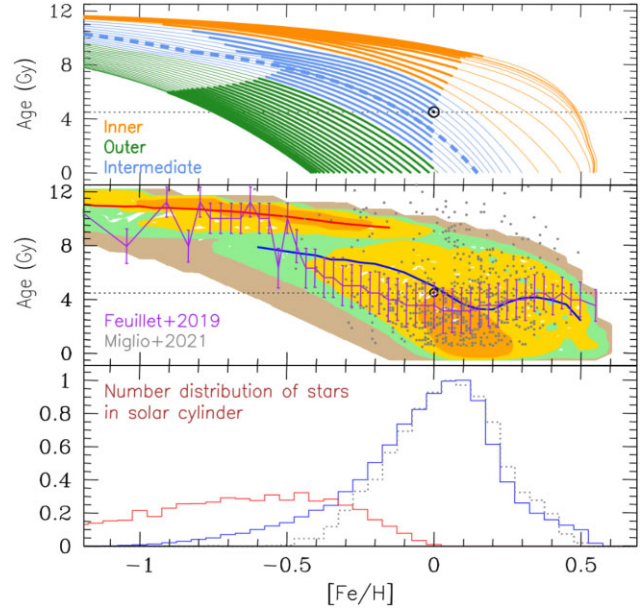 12
8
4
0
Age (Gy)
Inner
Outer
Intermediate
12
8
4
0
Age (Gy)
Feuillet+2019
Miglio+2021
1
0.8
0.6
0.4
0.2
0
Number distribution of stars
in solar cylinder
−1 −0.5 0 0.5
[Fe/H]